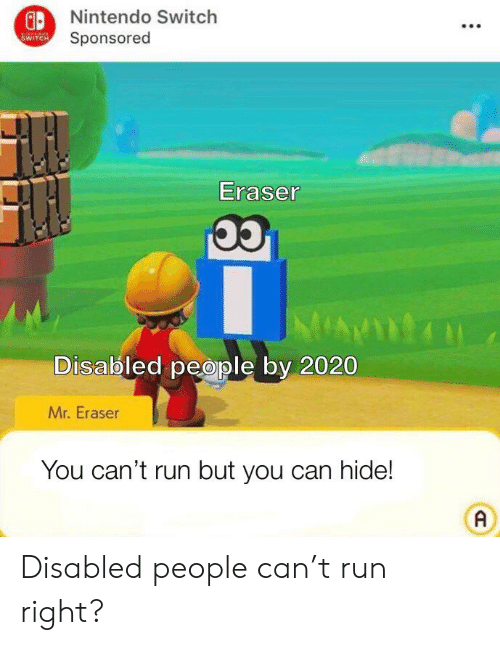 Nintendo Switch
SWITCH
Sponsored
Eraser
Disabled people by 2020
Mr. Eraser
You can't run but you can hide!
A
Disabled people can't run
right?